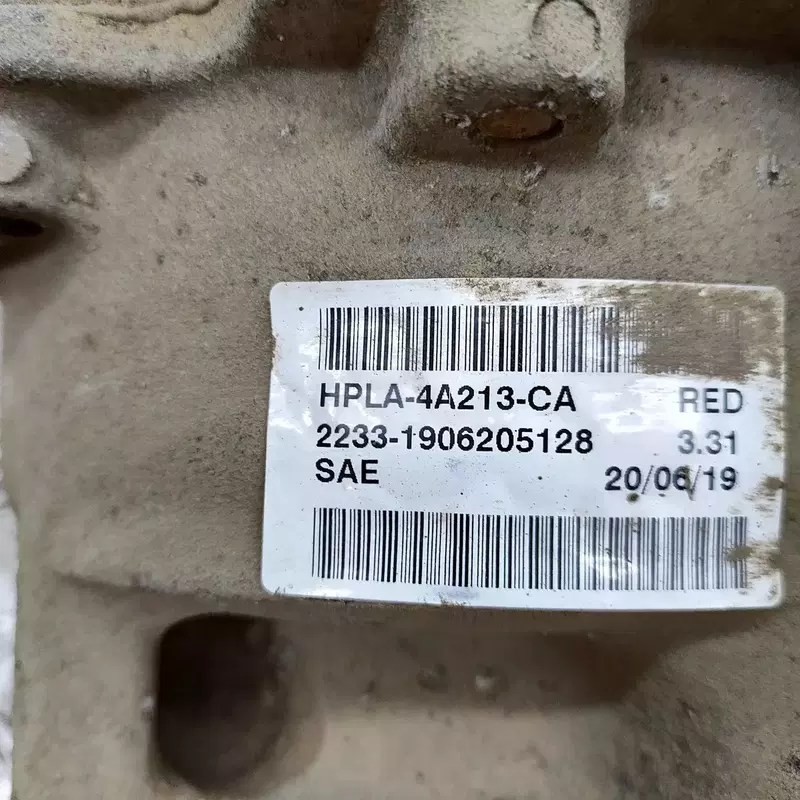 HPLA-4A213-CA RED
2233-1906205128 3.31
SAE 20/06/19